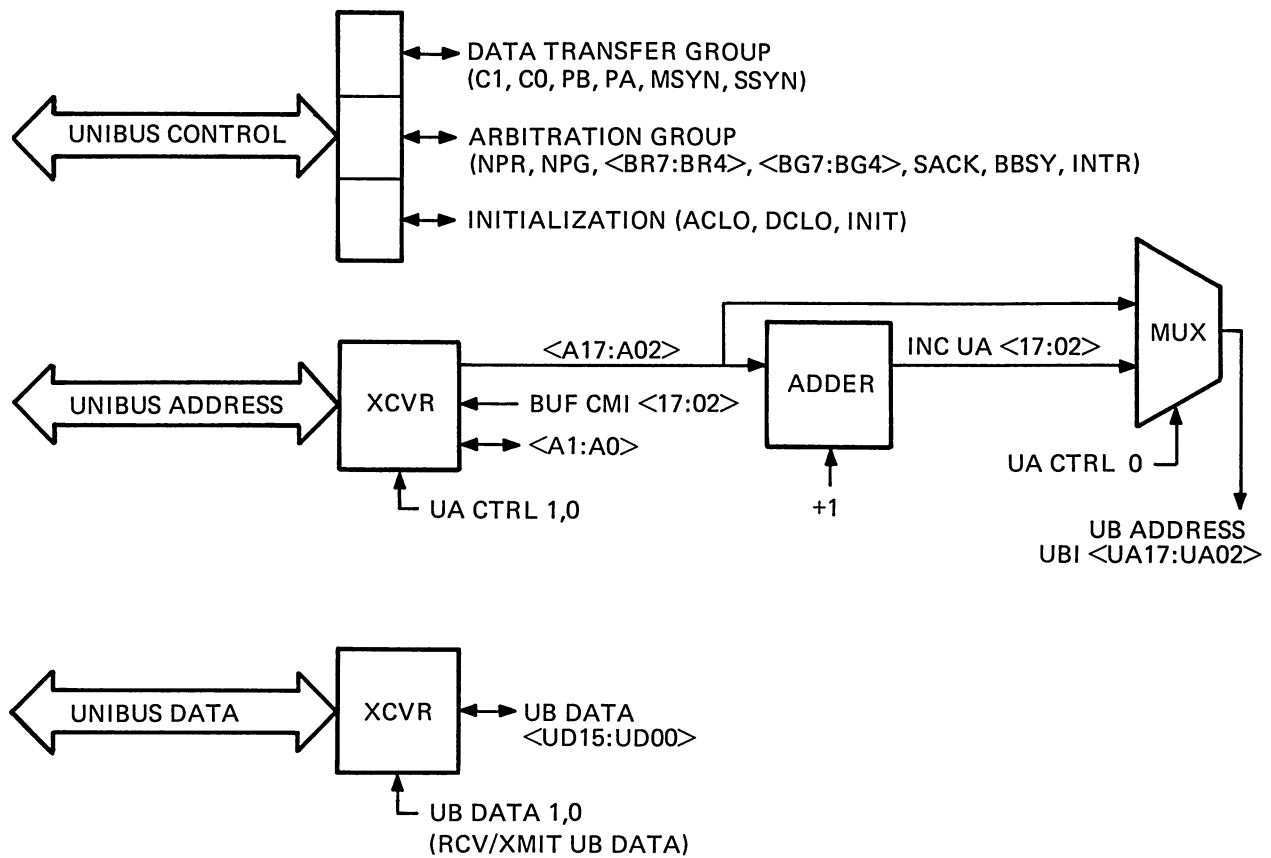 DATA TRANSFER GROUP
(C1, C0, PB, PA, MSYN, SSYN)
UNIBUS CONTROL
ARBITRATION GROUP
(NPR, NPG, <BR7:BR4>, <BG7:BG4>, SACK, BBSY, INTR)
INITIALIZATION (ACLO, DCLO, INIT)
MUX
<A17:A02>
INC UA <17:02>
ADDER
UNIBUS ADDRESS
XCVR
BUF CMI <17:02>
<A1:A0>
UA CTRL 0
UA CTRL 1,0
+1
UB ADDRESS
UBI <UA17:UA02>
UNIBUS DATA
XCVR
UB DATA
<UD15:UD00>
UB DATA 1,0
(RCV/XMIT UB DATA)